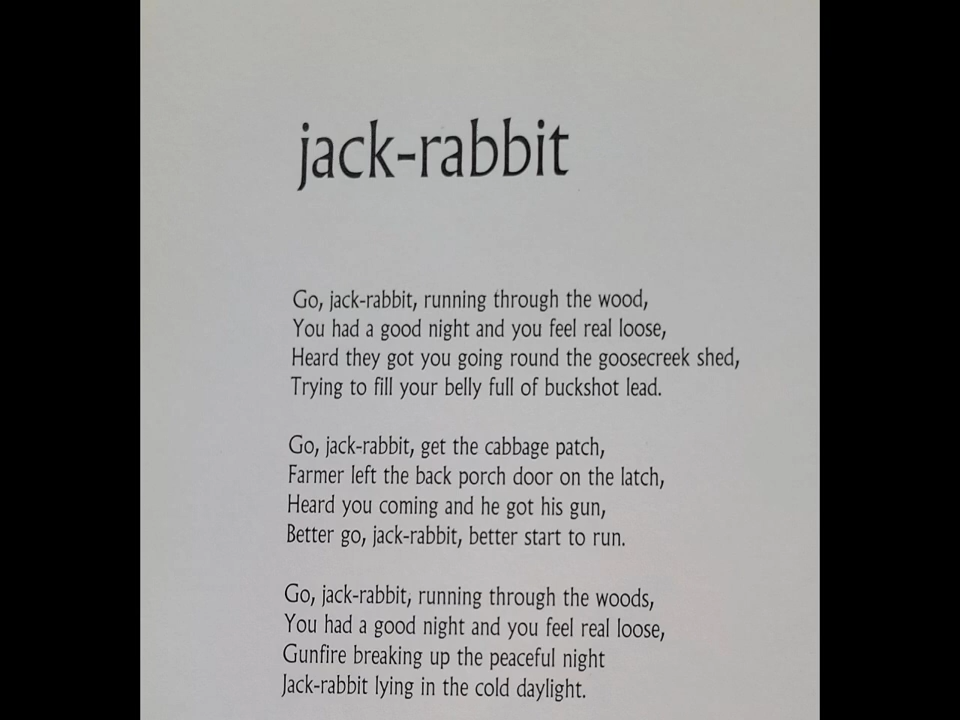 jack-rabbit
Go, jack-rabbit, running through the wood,
You had a good night and you feel real loose,
Heard they got you going round the goosecreek shed,
Trying to fill your belly full of buckshot lead.
Go, jack-rabbit, get the cabbage patch,
Farmer left the back porch door on the latch,
Heard you coming and he got his gun,
Better go, jack-rabbit, better start to run.
Go, jack-rabbit, running through the woods,
You had a good night and you feel real loose,
Gunfire breaking up the peaceful night
Jack-rabbit lying in the cold daylight.